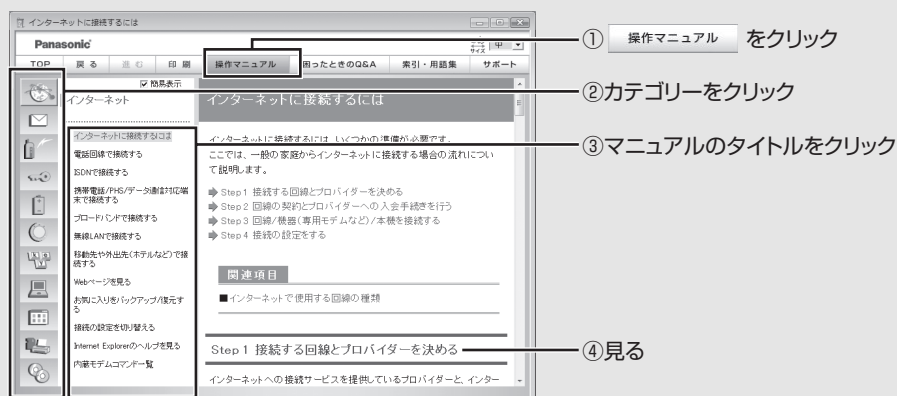 インターネットに接続するには
Panasonic
サイズ 中
TOP 戻る 進む 印刷 操作マニュアル 困ったときのQ&A 索引・用語集 サポート
簡易表示
インターネット
インターネットに接続するには
電話回線で接続する
ISDNで接続する
携帯電話/PHS/データ通信対応端
末で接続する
ブロードバンドで接続する
無線LANで接続する
移動先や外出先(ホテルなど)で接
続する
Webページを見る
お気に入りをバックアップ/復元す
る
接続の設定を切り替える
Internet Explorerのヘルプを見る
内蔵モデムコマンド一覧
インターネットに接続するには
インターネットに接続するには、いくつかの準備が必要です。
ここでは、一般の家庭からインターネットに接続する場合の流れについ
て説明します。
Step1 接続する回線とプロバイダーを決める
Step2 回線の契約とプロバイダーへの入会手続きを行う
Step3 回線/機器(専用モデムなど)/本機を接続する
Step4 接続の設定をする
関連項目
■インターネットで使用する回線の種類
Step1 接続する回線とプロバイダーを決める
インターネットへの接続サービスを提供しているプロバイダーと、インター
① 操作マニュアル をクリック
②カテゴリーをクリック
③マニュアルのタイトルをクリック
④見る